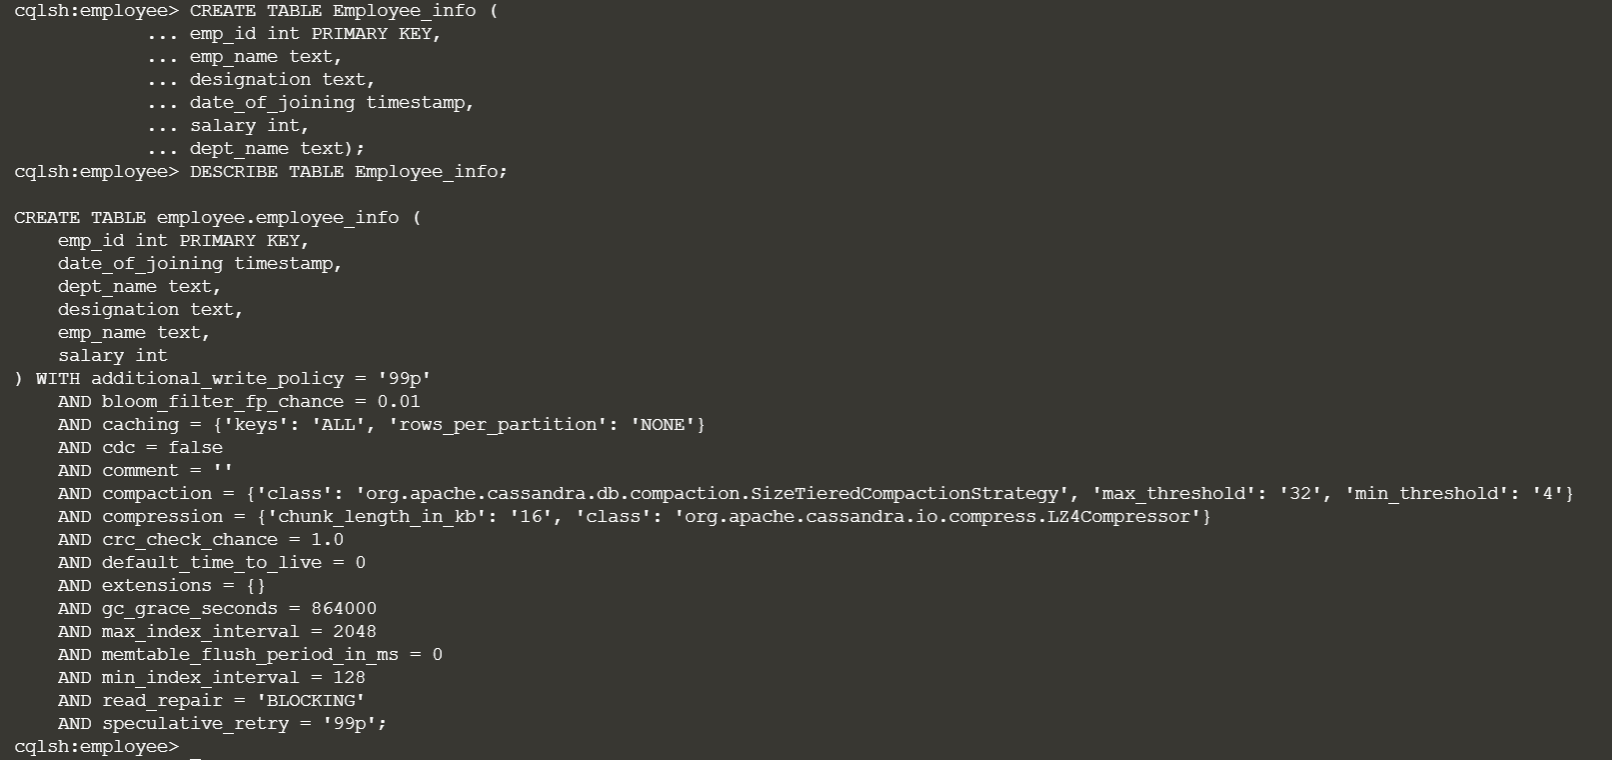 cqlsh:employee> CREATE TABLE Employee_info (
            ... emp_id int PRIMARY KEY,
            ... emp_name text,
            ... designation text,
            ... date_of_joining timestamp,
            ... salary int,
            ... dept_name text);
cqlsh:employee> DESCRIBE TABLE Employee_info;

CREATE TABLE employee.employee_info (
    emp_id int PRIMARY KEY,
    date_of_joining timestamp,
    dept_name text,
    designation text,
    emp_name text,
    salary int
) WITH additional_write_policy = '99p'
    AND bloom_filter_fp_chance = 0.01
    AND caching = {'keys': 'ALL', 'rows_per_partition': 'NONE'}
    AND cdc = false
    AND comment = ''
    AND compaction = {'class': 'org.apache.cassandra.db.compaction.SizeTieredCompactionStrategy', 'max_threshold': '32', 'min_threshold': '4'}
    AND compression = {'chunk_length_in_kb': '16', 'class': 'org.apache.cassandra.io.compress.LZ4Compressor'}
    AND crc_check_chance = 1.0
    AND default_time_to_live = 0
    AND extensions = {}
    AND gc_grace_seconds = 864000
    AND max_index_interval = 2048
    AND memtable_flush_period_in_ms = 0
    AND min_index_interval = 128
    AND read_repair = 'BLOCKING'
    AND speculative_retry = '99p';
cqlsh:employee>